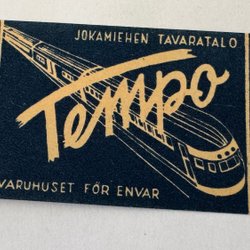 JOKAMIEHEN TAVARATALO
Tempo
VARUHUSET FÖR ENVAR